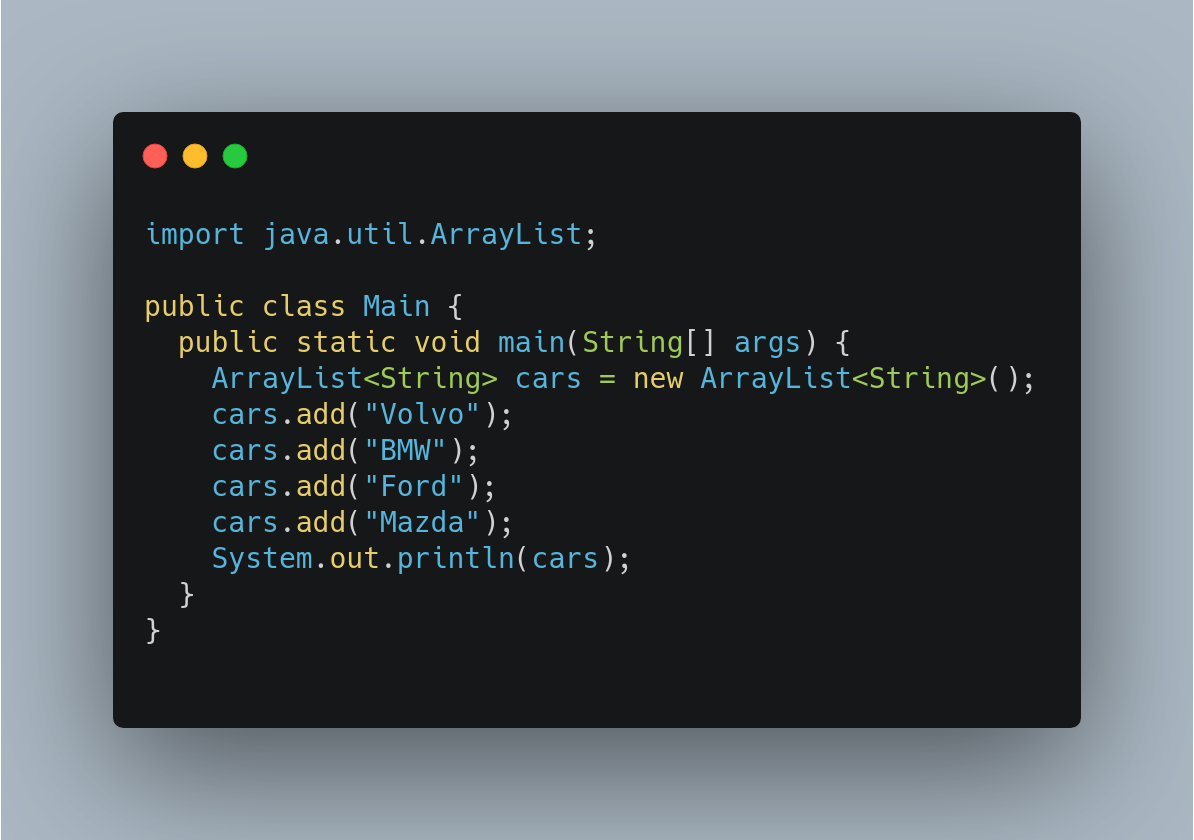 import java.util.ArrayList;

public class Main {
  public static void main(String[] args) {
    ArrayList<String> cars = new ArrayList<String>();
    cars.add("Volvo");
    cars.add("BMW");
    cars.add("Ford");
    cars.add("Mazda");
    System.out.println(cars);
  }
}